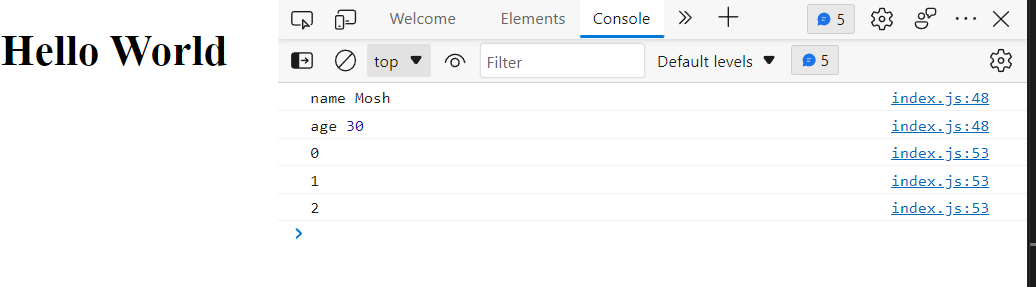 Hello World
Welcome Elements Console 5
top Filter Default levels 5
name Mosh index.js:48
age 30 index.js:48
0 index.js:53
1 index.js:53
2 index.js:53